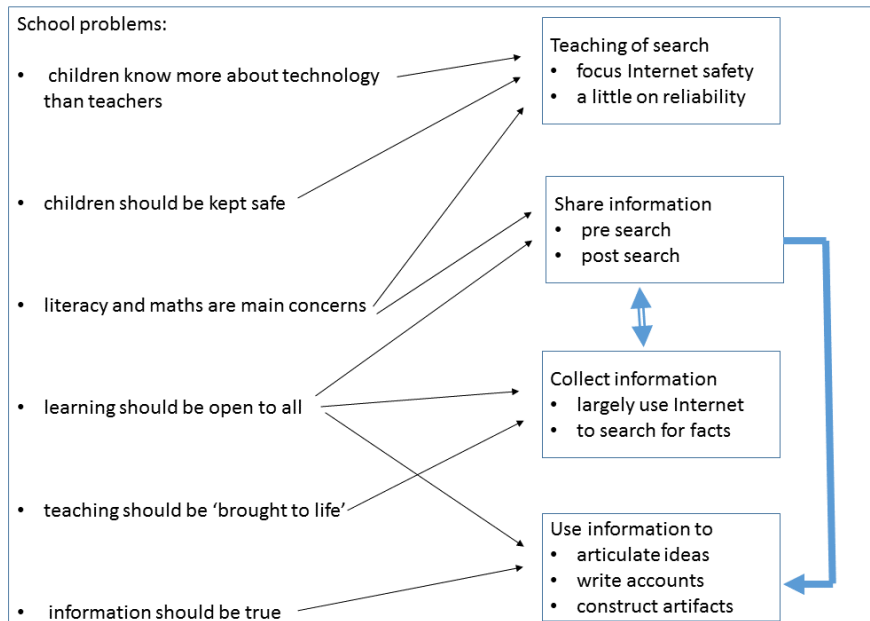 School problems:
• children know more about technology
than teachers
• children should be kept safe
• literacy and maths are main concerns
• learning should be open to all
• teaching should be ‘brought to life’
• information should be true
Teaching of search
• focus Internet safety
• a little on reliability
Share information
• pre search
• post search
Collect information
• largely use Internet
• to search for facts
Use information to
• articulate ideas
• write accounts
• construct artifacts